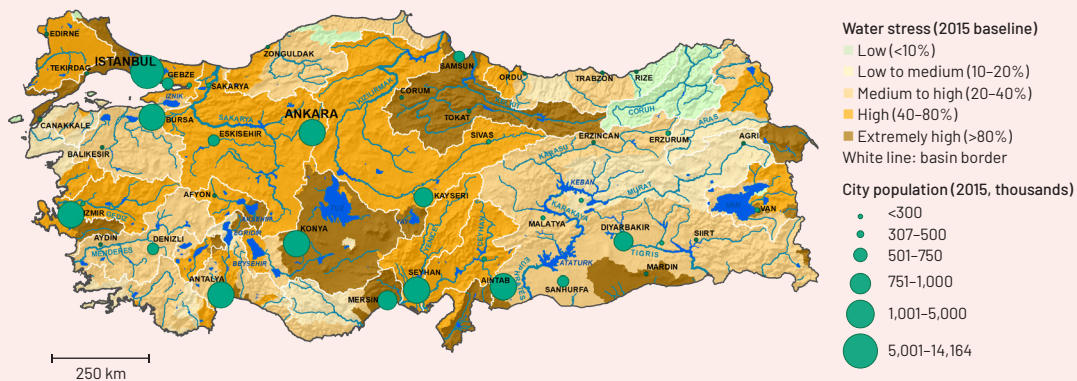 EDIRNE
TEKIRDAG
ISTANBUL
GEBZE
IZNIK
SAKARYA
BURSA
CANAKKALE
BALIKESIR
SAKARYA
ESKISEHIR
ANKARA
ZONGULDAK
KIZILIRMAK
CORUM
SAMSUN
TOKAT
ORDU
TRABZON
RIZE
CORUH
SIVAS
ERZINCAN
KARASU
ERZURUM
ARAS
AGRI
VAN
MURAT
KEBAN
KARAKAYA
MALATYA
DIYARBAKIR
SIIRT
TIGRIS
MARDIN
ATATURK
SANHURFA
EUPHRATES
AINTAB
CEYHAN
SEYHAN
MERSIN
KAYSERI
KONYA
AFYON
AKSEHIR
EGRIDIR
BEYSEHIR
ANTALYA
DENIZLI
AYDIN
MENDERES
IZMIR
GEDIZ
250 km
Water stress (2015 baseline)
Low (<10%)
Low to medium (10–20%)
Medium to high (20–40%)
High (40–80%)
Extremely high (>80%)
White line: basin border
City population (2015, thousands)
<300
307–500
501–750
751–1,000
1,001–5,000
5,001–14,164